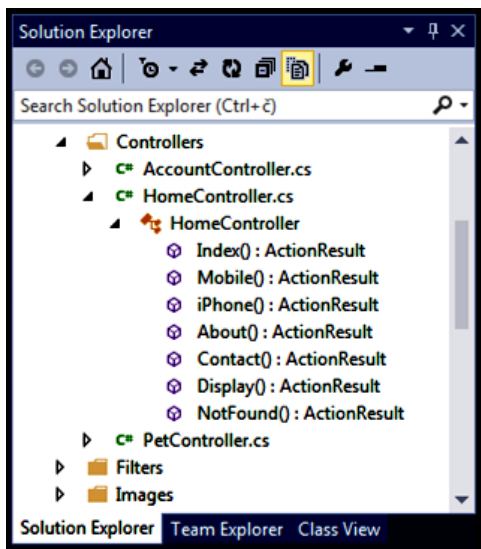 Solution Explorer
Search Solution Explorer (Ctrl+č)
Controllers
C# AccountController.cs
C# HomeController.cs
HomeController
Index() : ActionResult
Mobile() : ActionResult
iPhone() : ActionResult
About() : ActionResult
Contact() : ActionResult
Display() : ActionResult
NotFound() : ActionResult
C# PetController.cs
Filters
Images
Solution Explorer Team Explorer Class View